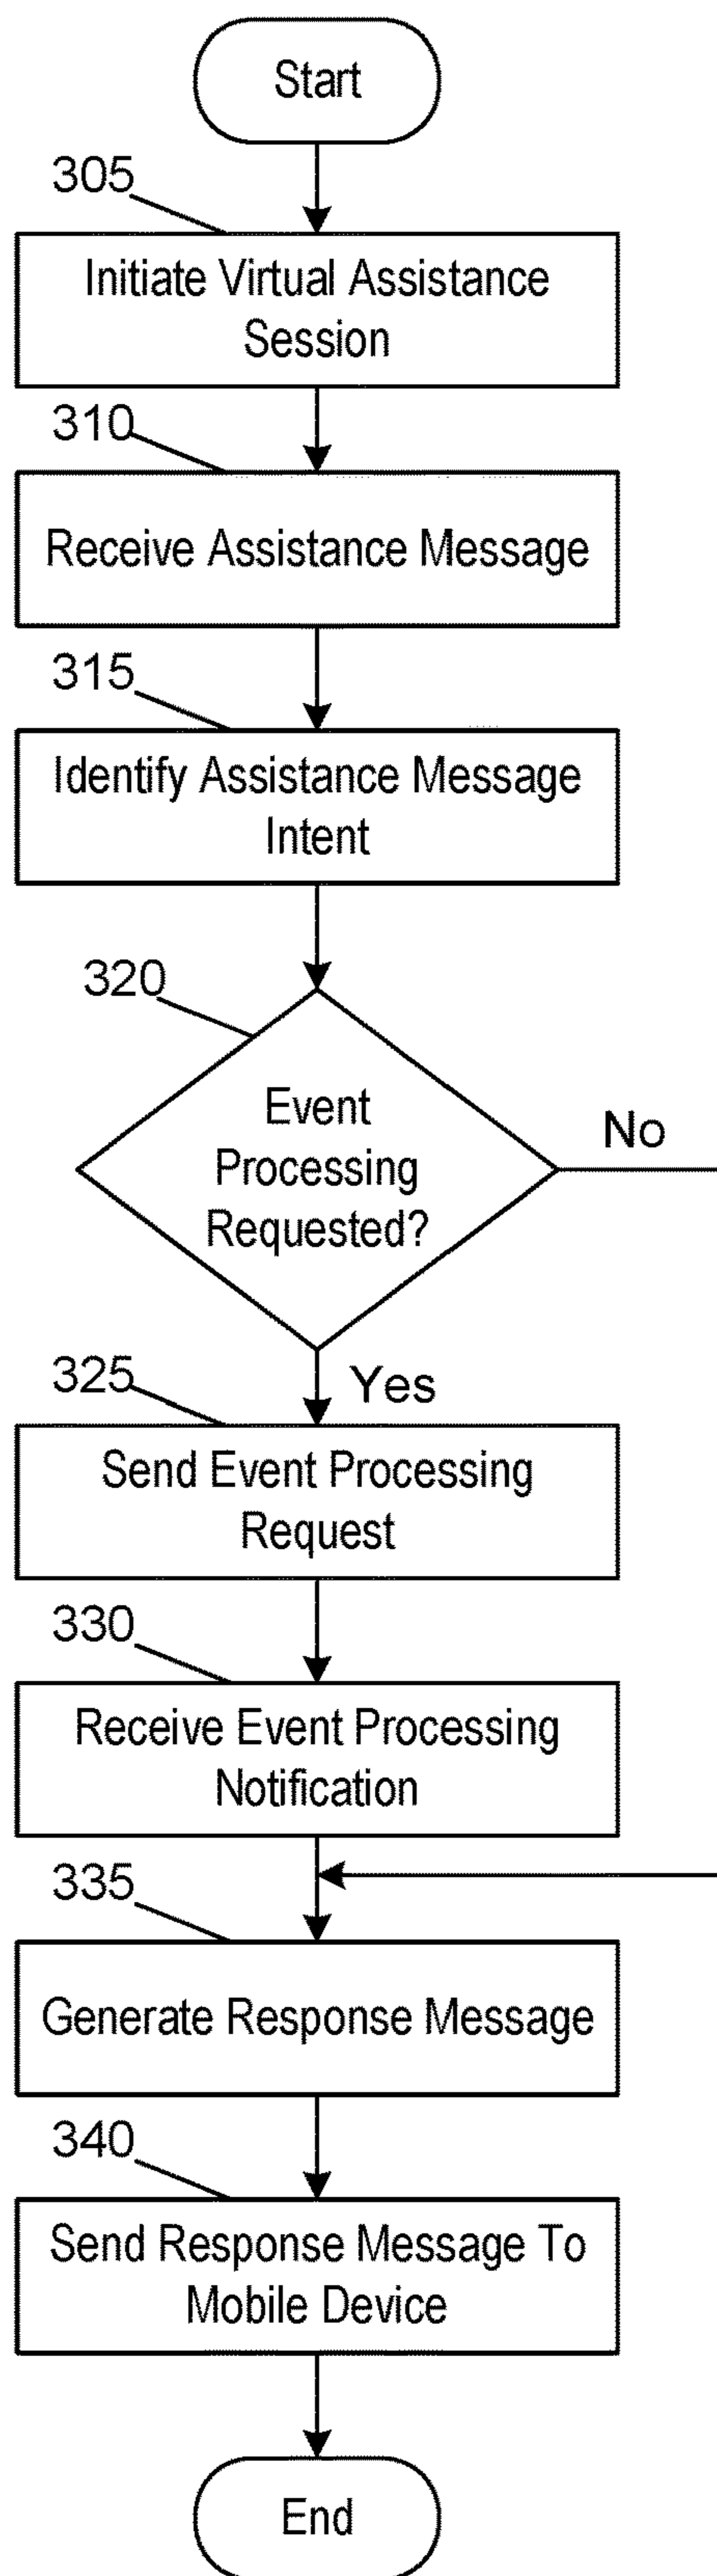 Start
305
Initiate Virtual Assistance
Session
310
Receive Assistance Message
315
Identify Assistance Message
Intent
320
Event
Processing
Requested?
No
325
Yes
Send Event Processing
Request
330
Receive Event Processing
Notification
335
Generate Response Message
340
Send Response Message To
Mobile Device
End